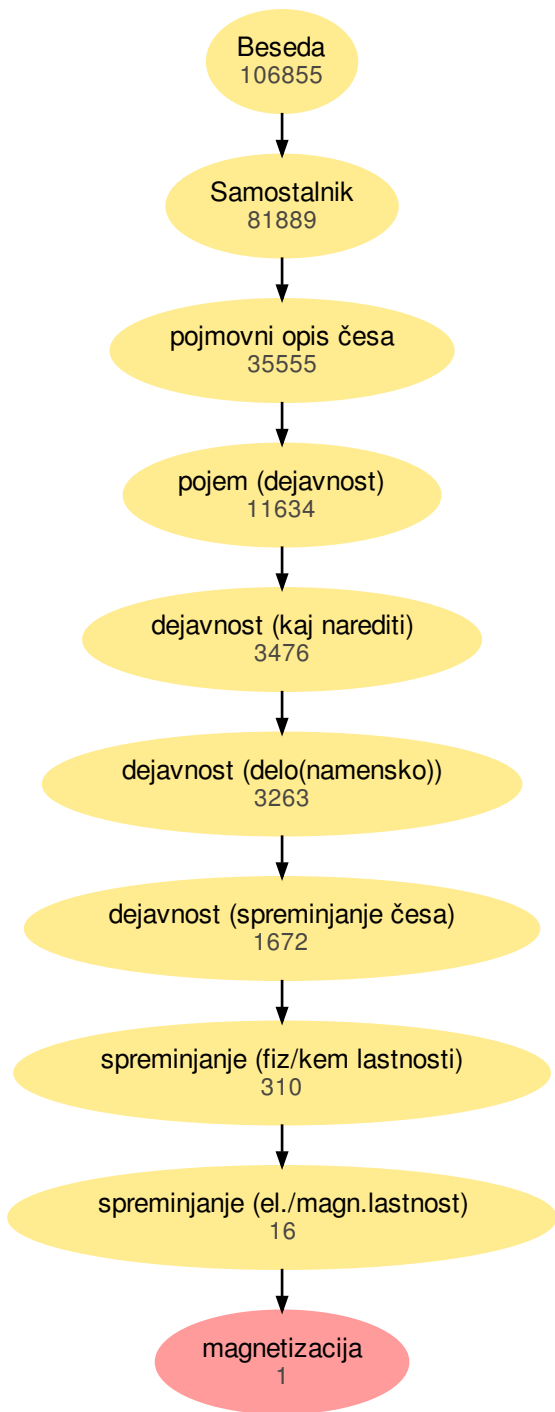 Beseda
106855
Samostalnik
81889
pojmovni opis česa
35555
pojem (dejavnost)
11634
dejavnost (kaj narediti)
3476
dejavnost (delo(namensko))
3263
dejavnost (spreminjanje česa)
1672
spreminjanje (fiz/kem lastnosti)
310
spreminjanje (el./magn.lastnost)
16
magnetizacija
1